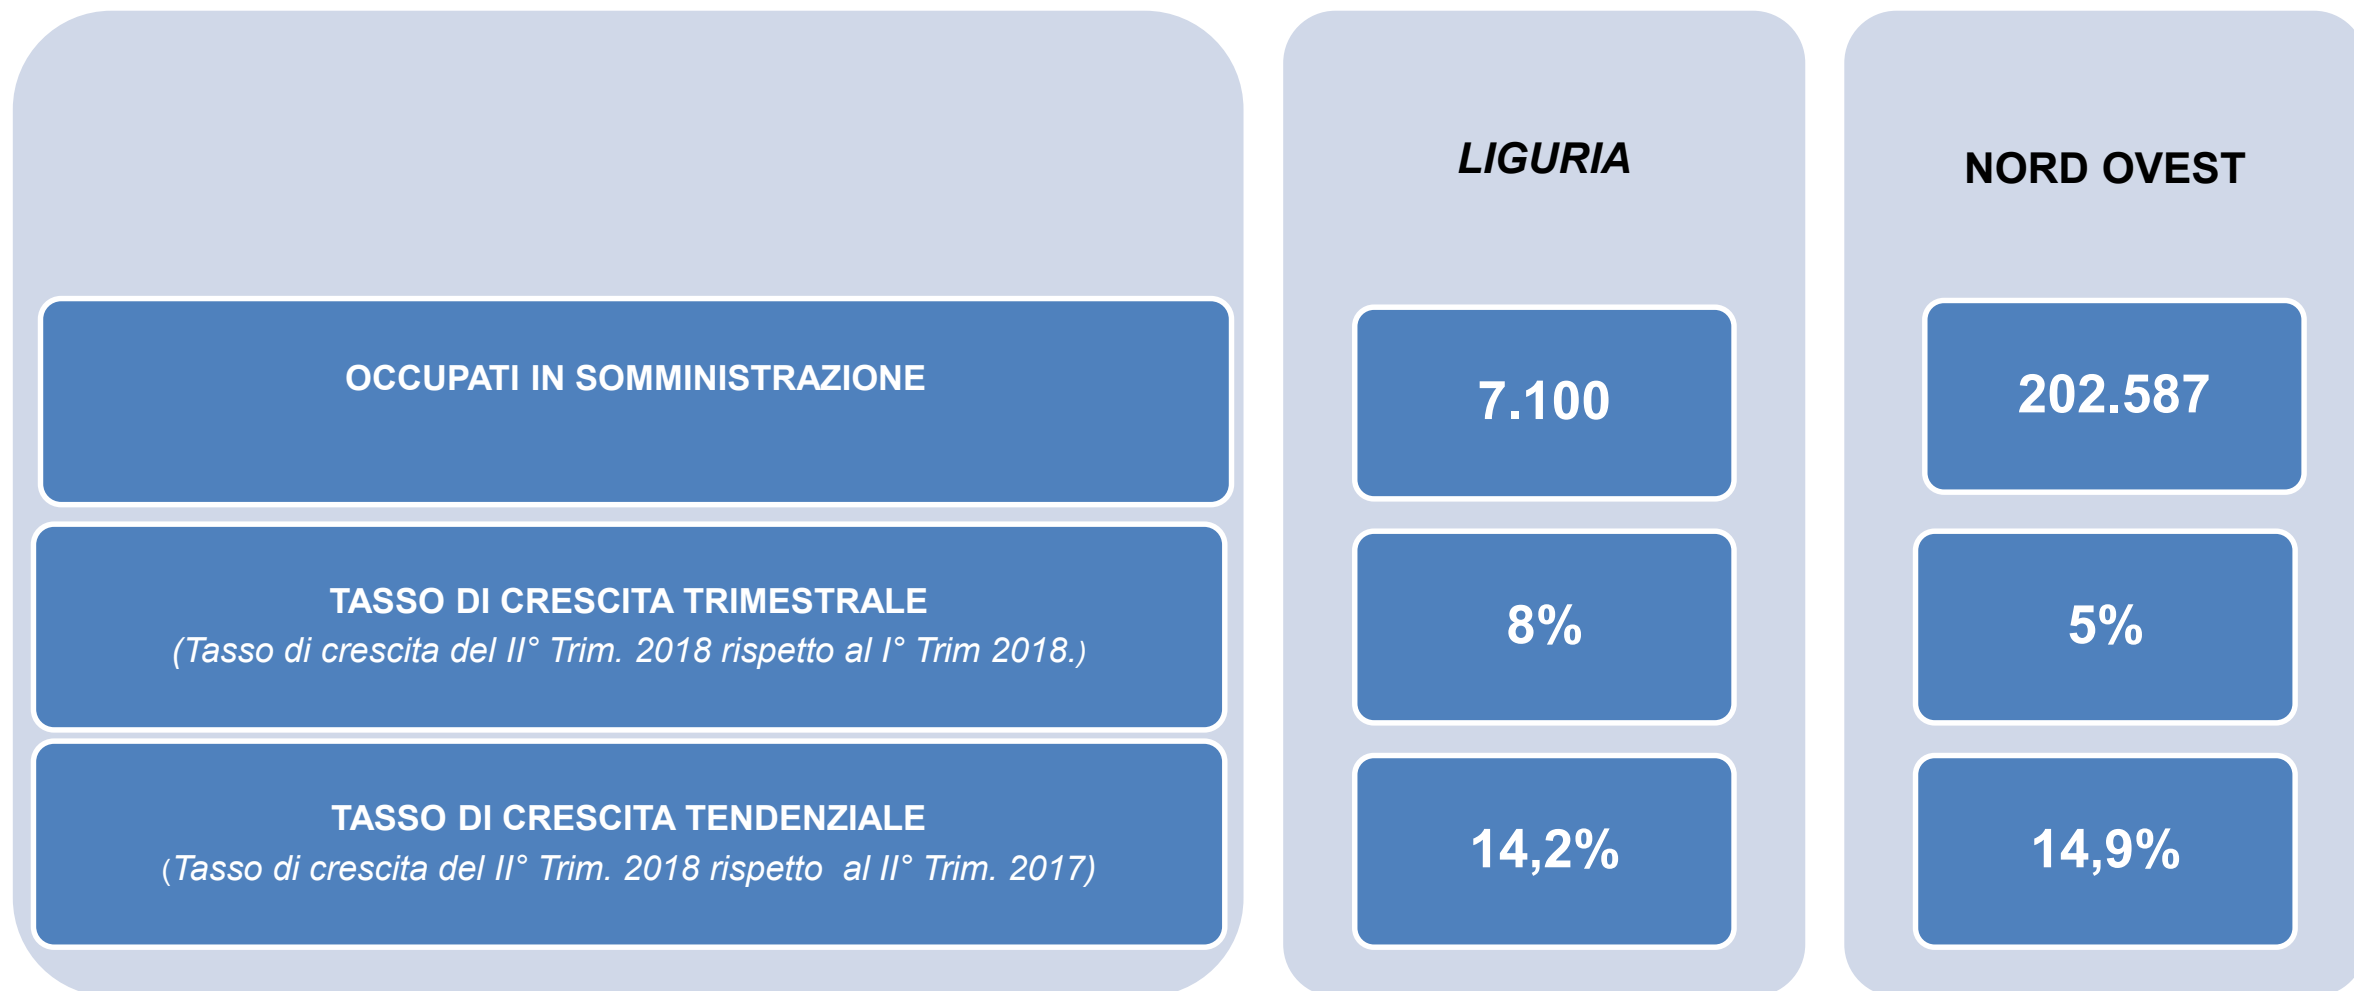 LIGURIA
NORD OVEST
OCCUPATI IN SOMMINISTRAZIONE
7.100
202.587
TASSO DI CRESCITA TRIMESTRALE
(Tasso di crescita del II° Trim. 2018 rispetto al I° Trim 2018.)
8%
5%
TASSO DI CRESCITA TENDENZIALE
(Tasso di crescita del II° Trim. 2018 rispetto  al II° Trim. 2017)
14,2%
14,9%